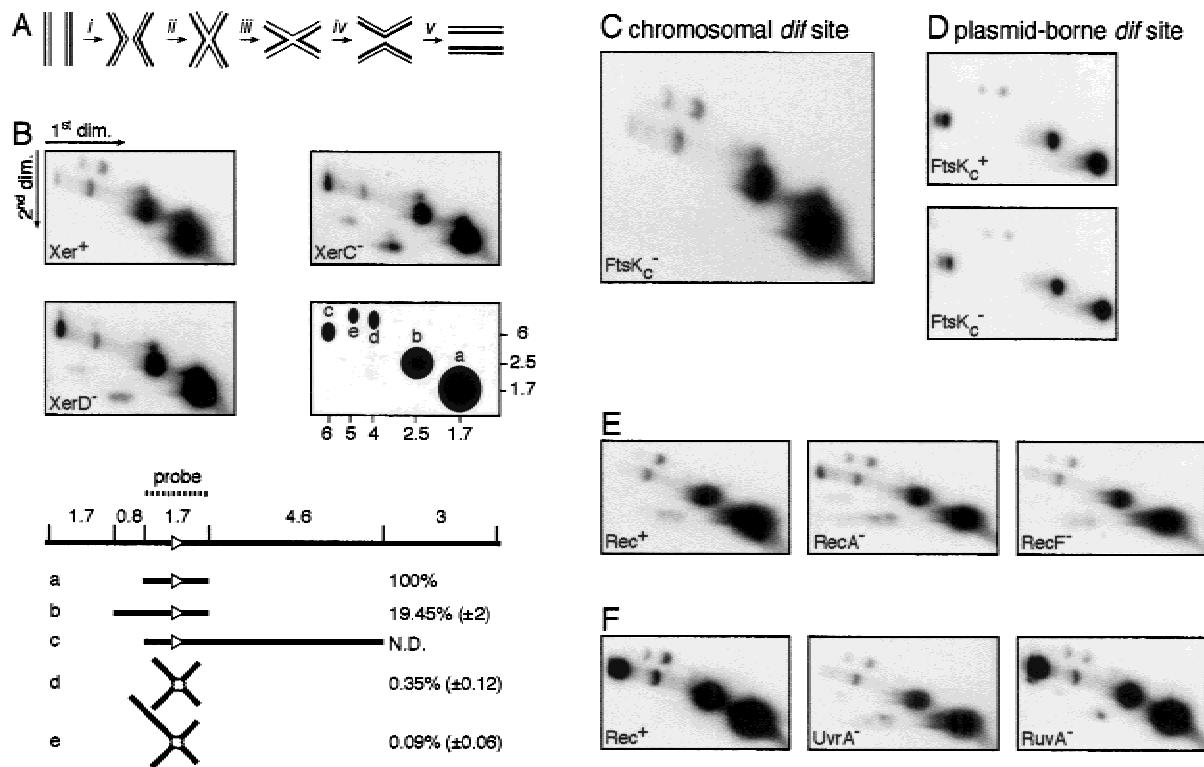 A
i ii iii iv v
B
1st dim.
2nd dim.
Xer+
XerC-
XerD-
c
e
d
b
a
6
2.5
1.7
6 5 4 2.5 1.7
probe
1.7 0.8 1.7 4.6 3
a 100%
b 19.45% (±2)
c N.D.
d 0.35% (±0.12)
e 0.09% (±0.06)
C chromosomal dif site
FtsKC-
D plasmid-borne dif site
FtsKC+
FtsKC-
E
Rec+ RecA- RecF-
F
Rec+ UvrA- RuvA-